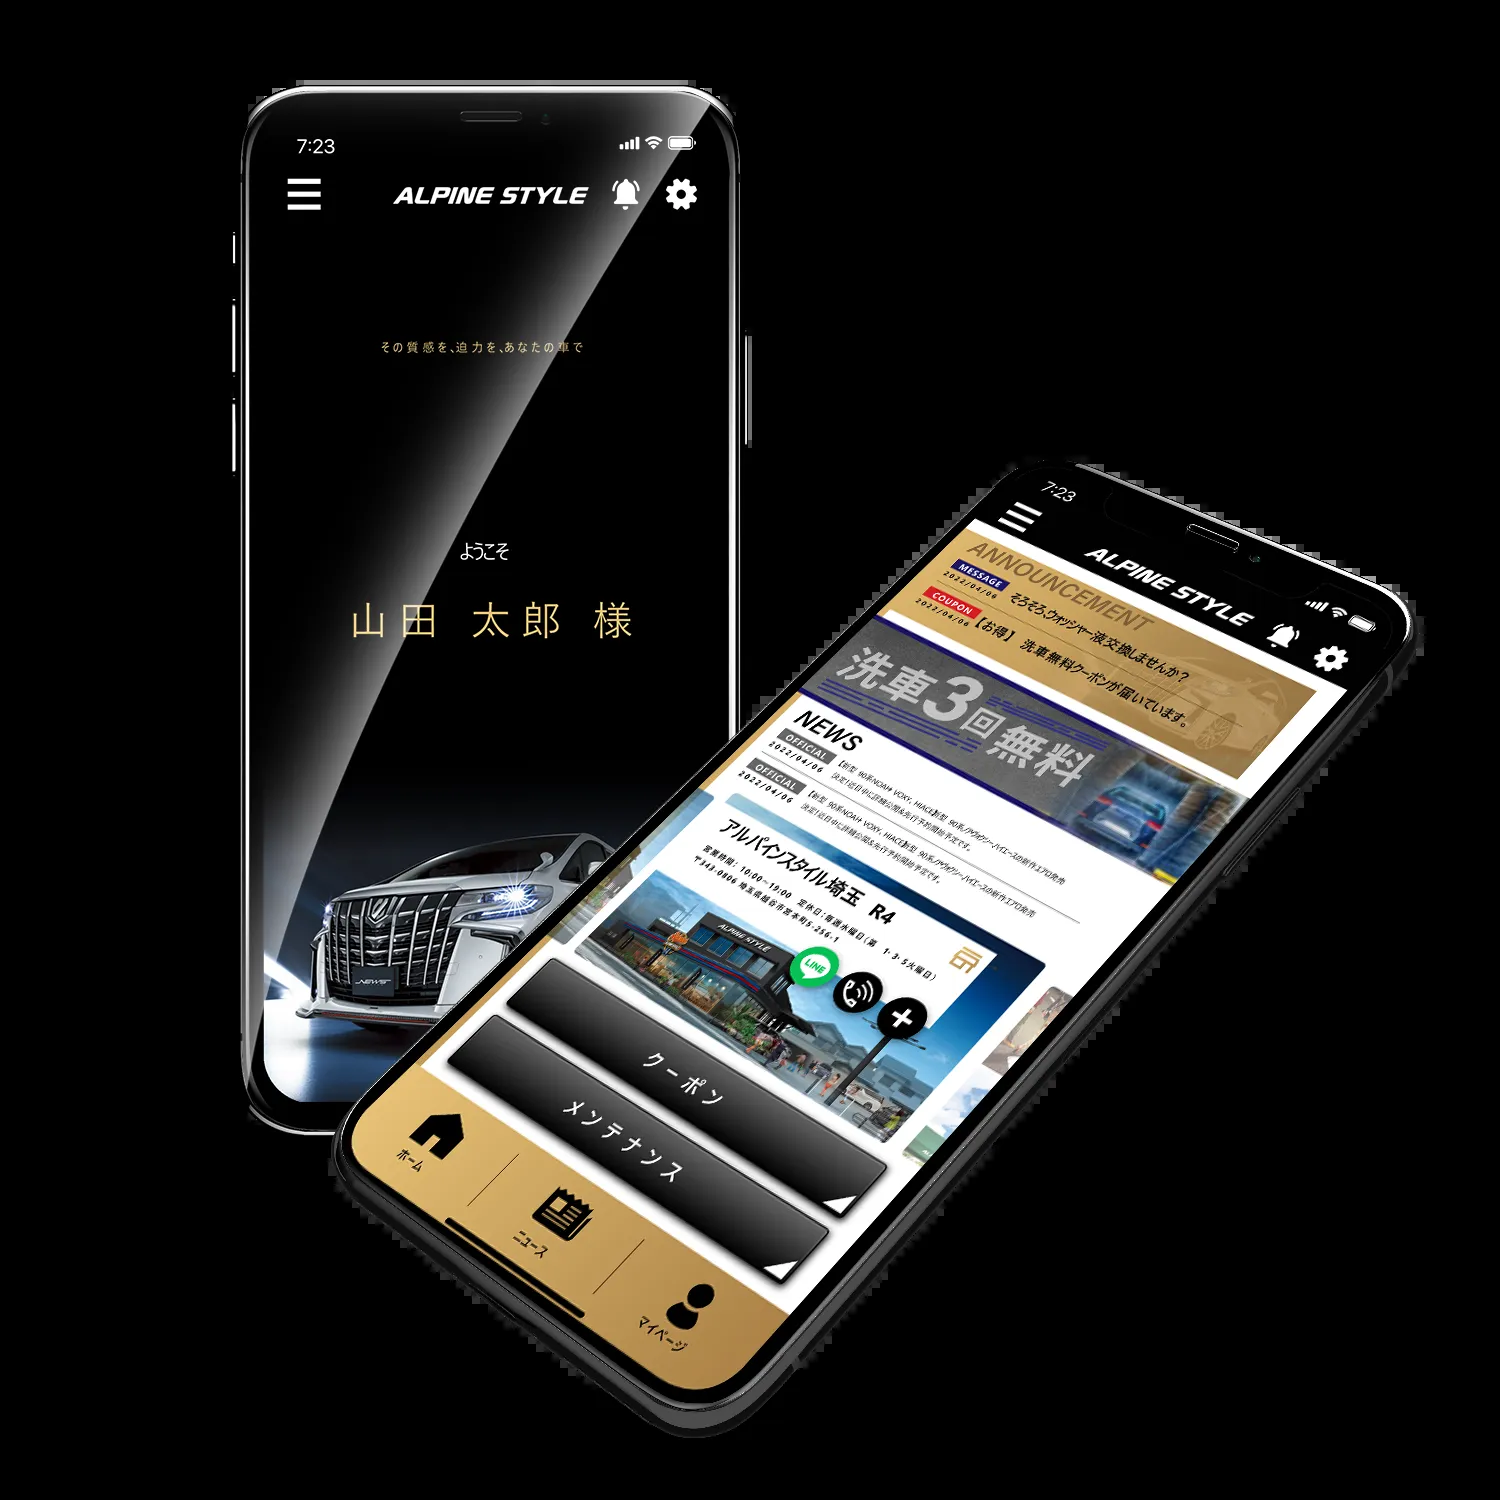 7:23
ALPINE STYLE
その質感を、迫力を、あなたの車で
ようこそ
山田 太郎 様
NEWS
7:23
ALPINE STYLE
ANNOUNCEMENT
MESSAGE
2022/04/06 そろそろ、ウォッシャー液交換しませんか？
COUPON
2022/04/06 【お得】 洗車無料クーポンが届いています。
洗車3回無料
NEWS
OFFICIAL
2022/04/06
【新型 90系NOAH VOXY, HIACE】新型 90系ノア/ヴォクシー・ハイエースの新作エアロ発売
決定！近日中に詳細公開&先行予約開始予定です。
OFFICIAL
2022/04/06
【新型 90系NOAH VOXY, HIACE】新型 90系ノア/ヴォクシー・ハイエースの新作エアロ発売
決定！近日中に詳細公開&先行予約開始予定です。
アルパインスタイル埼玉 R4
営業時間：10:00~19:00 定休日：毎週水曜日（第 1・3・5火曜日）
〒343-0806 埼玉県越谷市宮本町5-256-1
ALPINE STYLE
LINE
クーポン
メンテナンス
ホーム
ニュース
マイページ